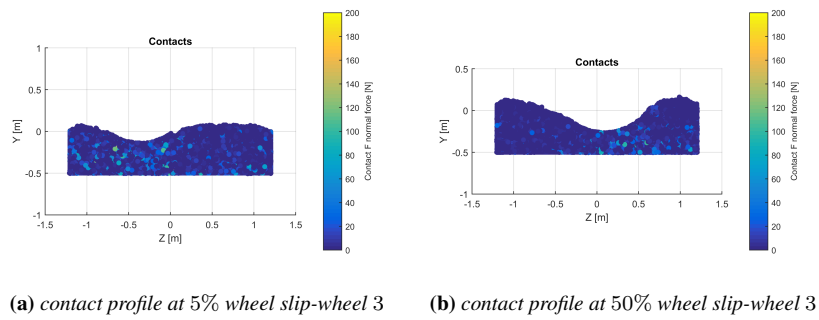 Contacts
1
0.5
0
-0.5
-1
Y [m]
-1.5 -1 -0.5 0 0.5 1 1.5
Z [m]
200
180
160
140
120
100
80
60
40
20
0
Contact F normal force [N]
Contacts
0.5
0
-0.5
-1
Y [m]
-1.5 -1 -0.5 0 0.5 1 1.5
Z [m]
200
180
160
140
120
100
80
60
40
20
0
Contact F normal force [N]
(a) contact profile at 5% wheel slip-wheel 3
(b) contact profile at 50% wheel slip-wheel 3